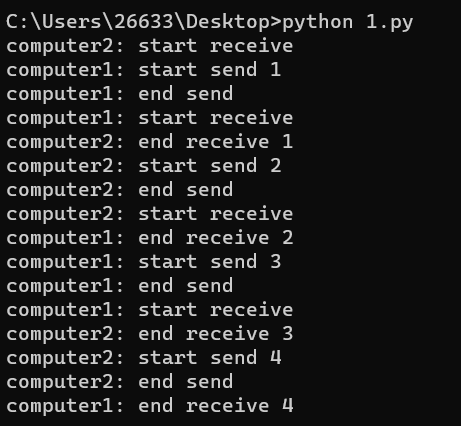 C:\Users\26633\Desktop>python 1.py
computer2: start receive
computer1: start send 1
computer1: end send
computer1: start receive
computer2: end receive 1
computer2: start send 2
computer2: end send
computer2: start receive
computer1: end receive 2
computer1: start send 3
computer1: end send
computer1: start receive
computer2: end receive 3
computer2: start send 4
computer2: end send
computer1: end receive 4